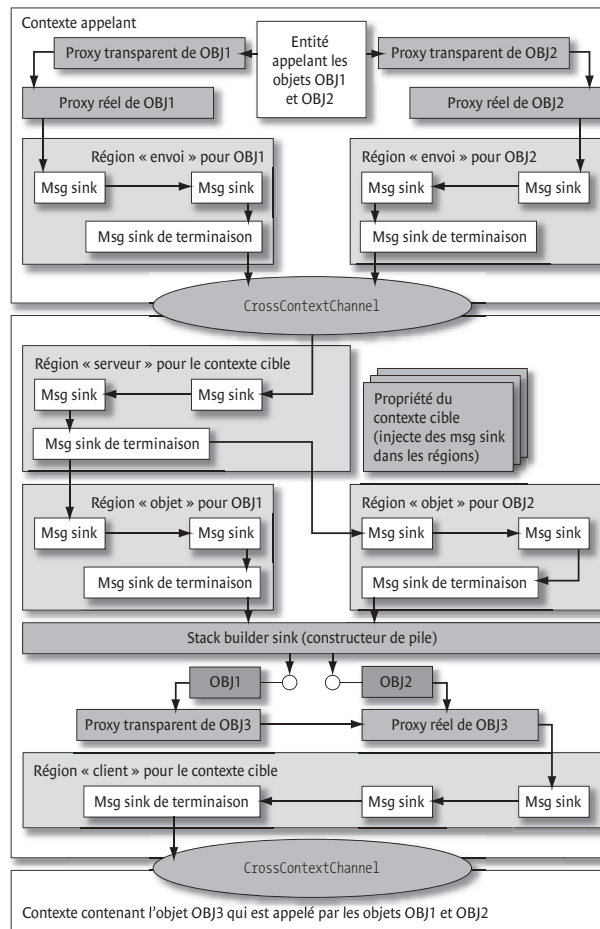 Contexte appelant
Proxy transparent de OBJ1
Entité
appelant les
objets OBJ1
et OBJ2
Proxy transparent de OBJ2
Proxy réel de OBJ1
Proxy réel de OBJ2
Région « envoi » pour OBJ1
Msg sink
Msg sink
Msg sink de terminaison
Région « envoi » pour OBJ2
Msg sink
Msg sink
Msg sink de terminaison
CrossContextChannel
Région « serveur » pour le contexte cible
Msg sink
Msg sink
Msg sink de terminaison
Propriété du
contexte cible
(injecte des msg sink
dans les régions)
Région « objet » pour OBJ1
Msg sink
Msg sink
Msg sink de terminaison
Région « objet » pour OBJ2
Msg sink
Msg sink
Msg sink de terminaison
Stack builder sink (constructeur de pile)
OBJ1
OBJ2
Proxy transparent de OBJ3
Proxy réel de OBJ3
Région « client » pour le contexte cible
Msg sink de terminaison
Msg sink
Msg sink
CrossContextChannel
Contexte contenant l'objet OBJ3 qui est appelé par les objets OBJ1 et OBJ2